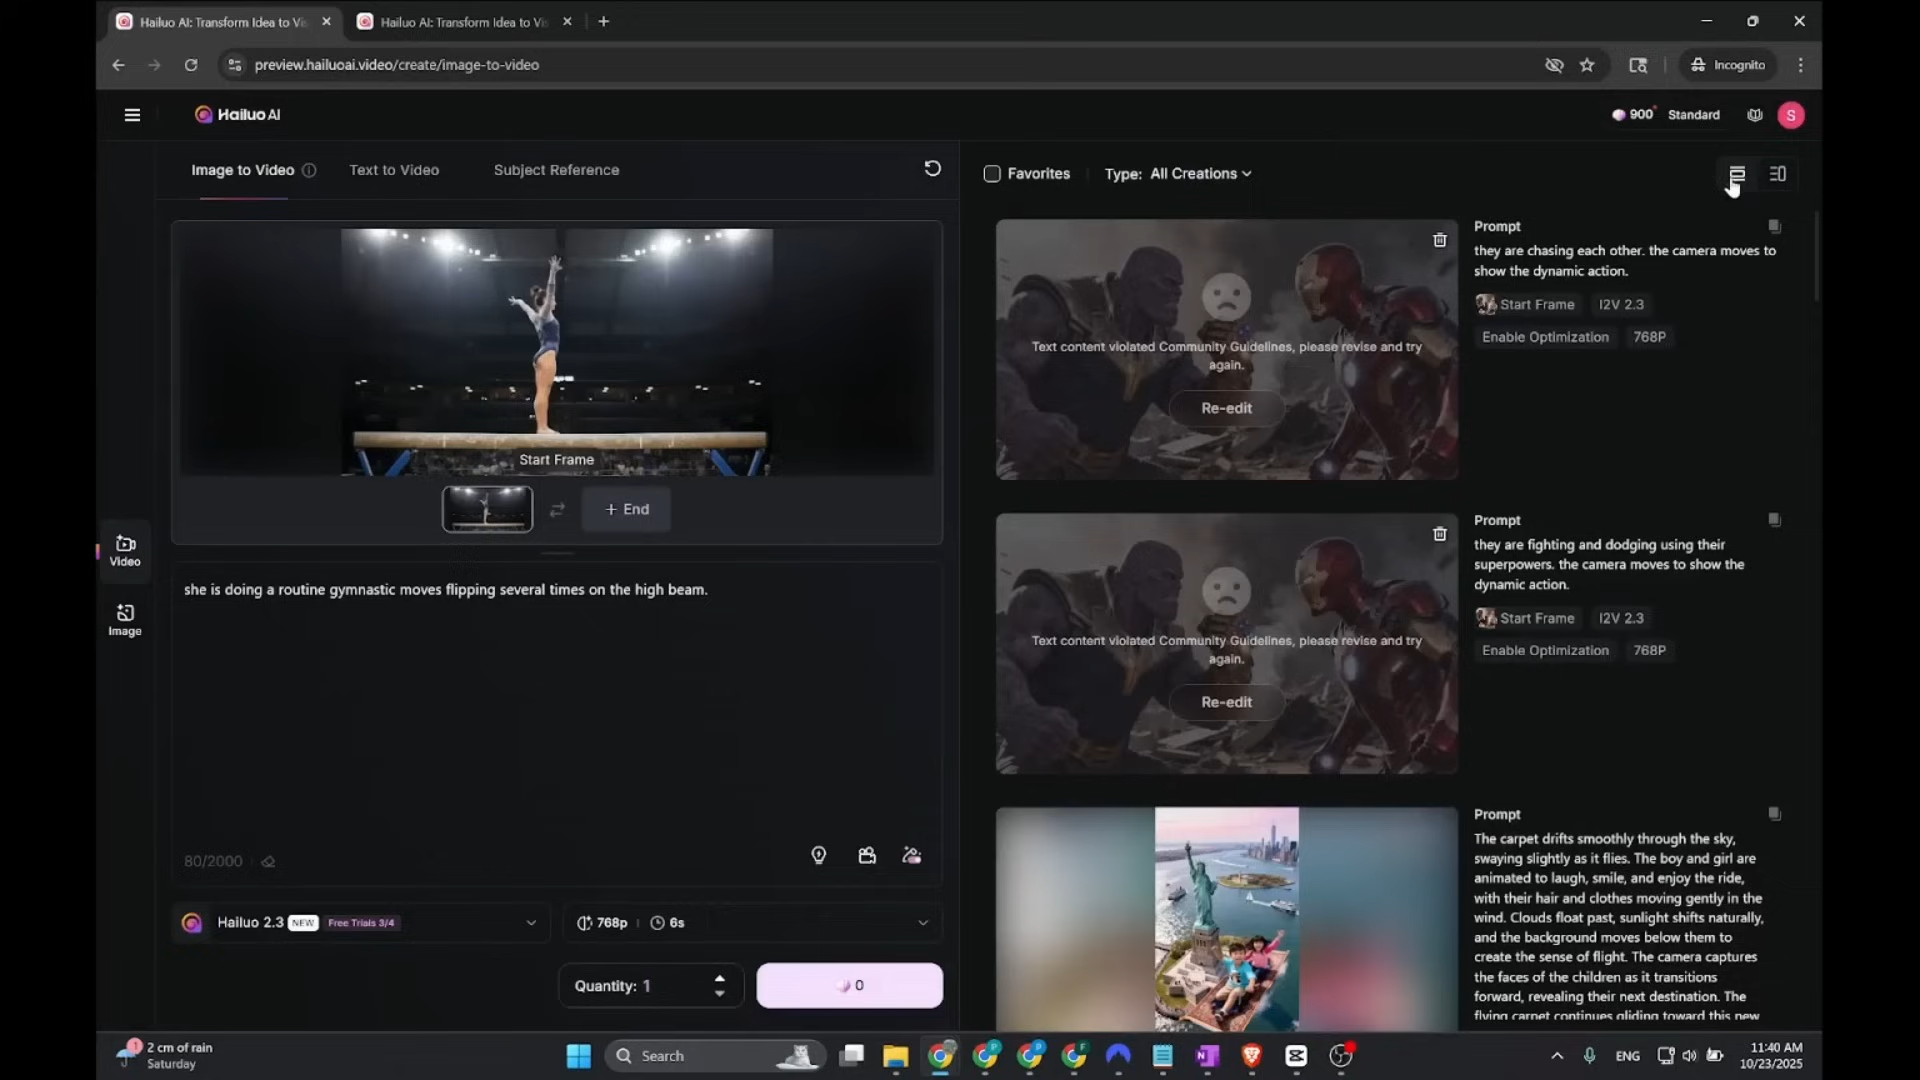 Hailuo AI: Transform Idea to Vi
Hailuo AI: Transform Idea to Vi
preview.hailuoai.video/create/image-to-video
Incognito
Hailuo AI
900
Standard
S
Image to Video
Text to Video
Subject Reference
Favorites
Type: All Creations
Start Frame
+ End
Video
Image
she is doing a routine gymnastic moves flipping several times on the high beam.
80/2000
Hailuo 2.3 NEW Free Trials 3/4
768p
6s
Quantity: 1
0
Text content violated Community Guidelines, please revise and try
again.
Re-edit
Prompt
they are chasing each other. the camera moves to
show the dynamic action.
Start Frame
I2V 2.3
Enable Optimization
768P
Text content violated Community Guidelines, please revise and try
again.
Re-edit
Prompt
they are fighting and dodging using their
superpowers. the camera moves to show the
dynamic action.
Start Frame
I2V 2.3
Enable Optimization
768P
Prompt
The carpet drifts smoothly through the sky,
swaying slightly as it flies. The boy and girl are
animated to laugh, smile, and enjoy the ride,
with their hair and clothes moving gently in the
wind. Clouds float past, sunlight shifts naturally,
and the background moves below them to
create the sense of flight. The camera captures
the faces of the children as it transitions
forward, revealing their next destination. The
flying carpet continues gliding toward this new
1
2 cm of rain
Saturday
Search
P
P
F
N
ENG
11:40 AM
10/23/2025